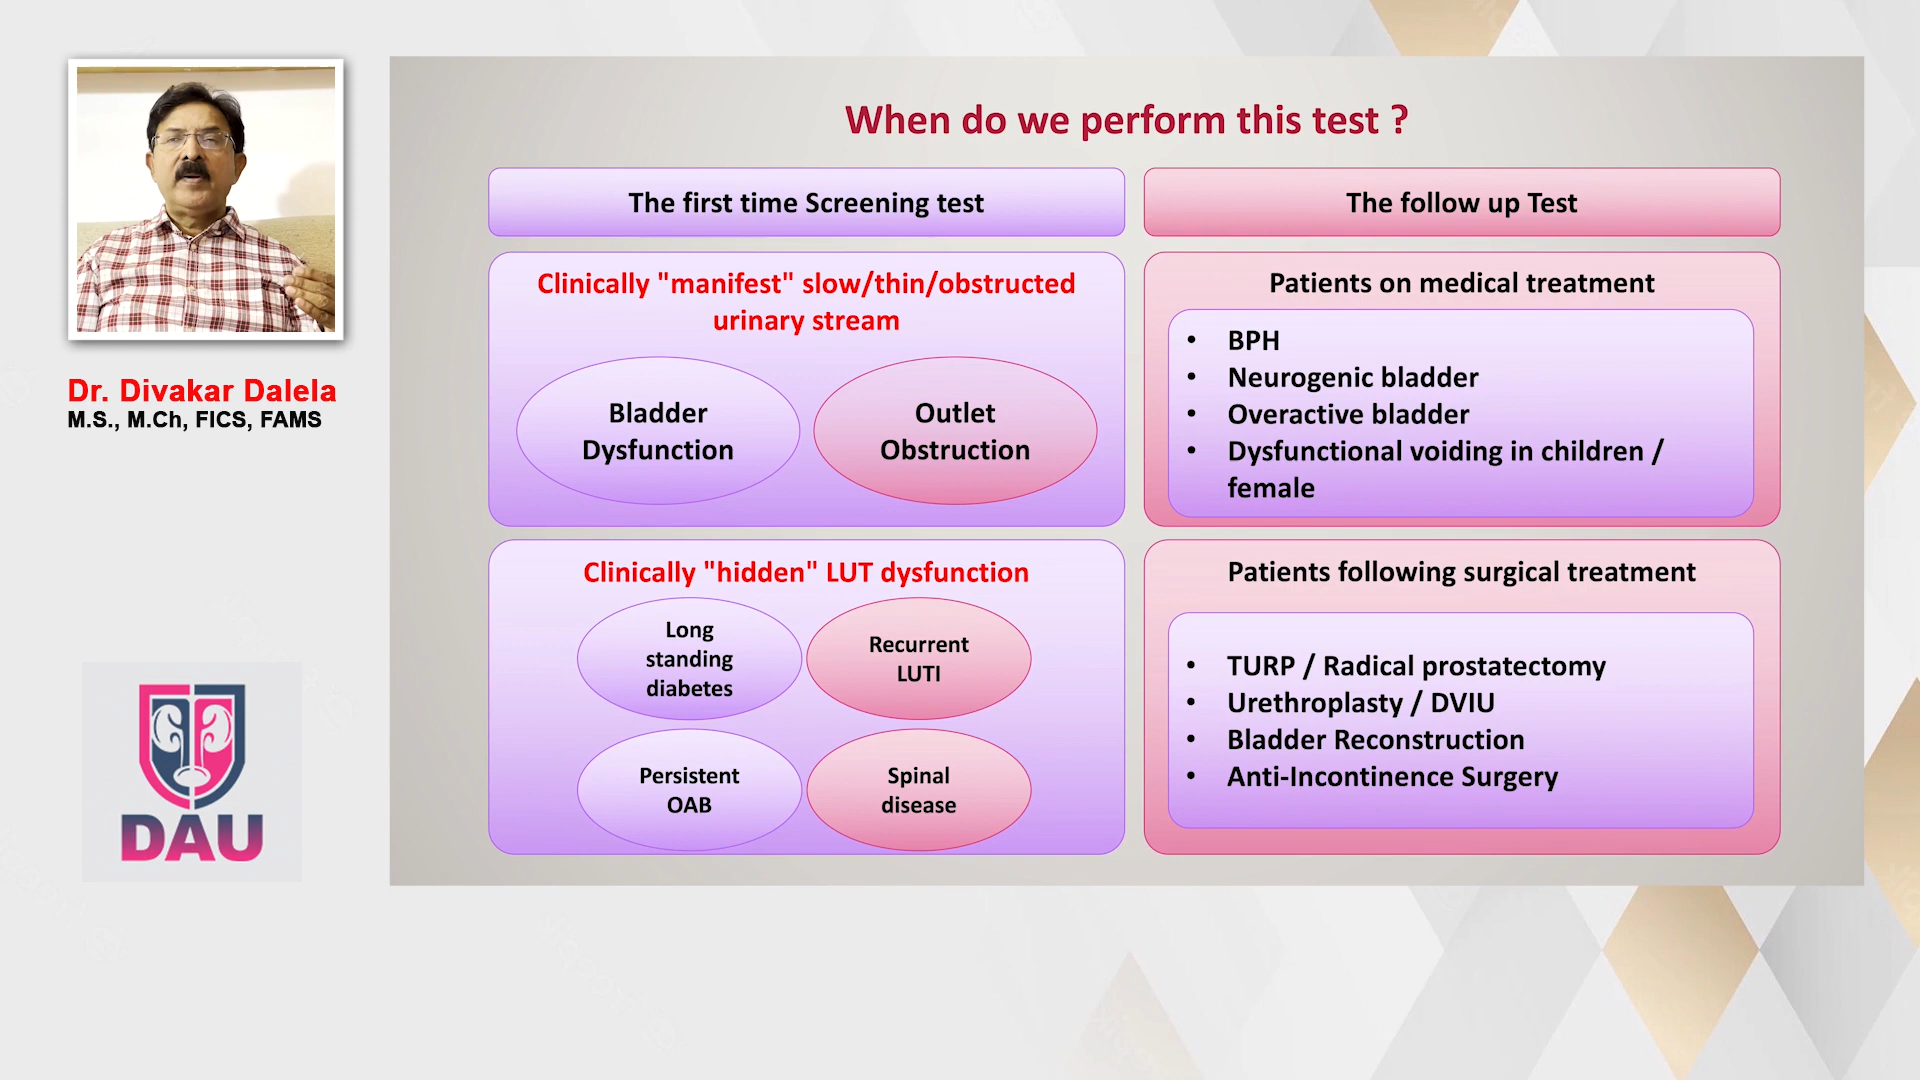 Dr. Divakar Dalela
M.S., M.Ch, FICS, FAMS
DAU
When do we perform this test ?
The first time Screening test
Clinically "manifest" slow/thin/obstructed
urinary stream
Bladder
Dysfunction
Outlet
Obstruction
Clinically "hidden" LUT dysfunction
Long
standing
diabetes
Recurrent
LUTI
Persistent
OAB
Spinal
disease
The follow up Test
Patients on medical treatment
• BPH
• Neurogenic bladder
• Overactive bladder
• Dysfunctional voiding in children /
female
Patients following surgical treatment
• TURP / Radical prostatectomy
• Urethroplasty / DVIU
• Bladder Reconstruction
• Anti-Incontinence Surgery